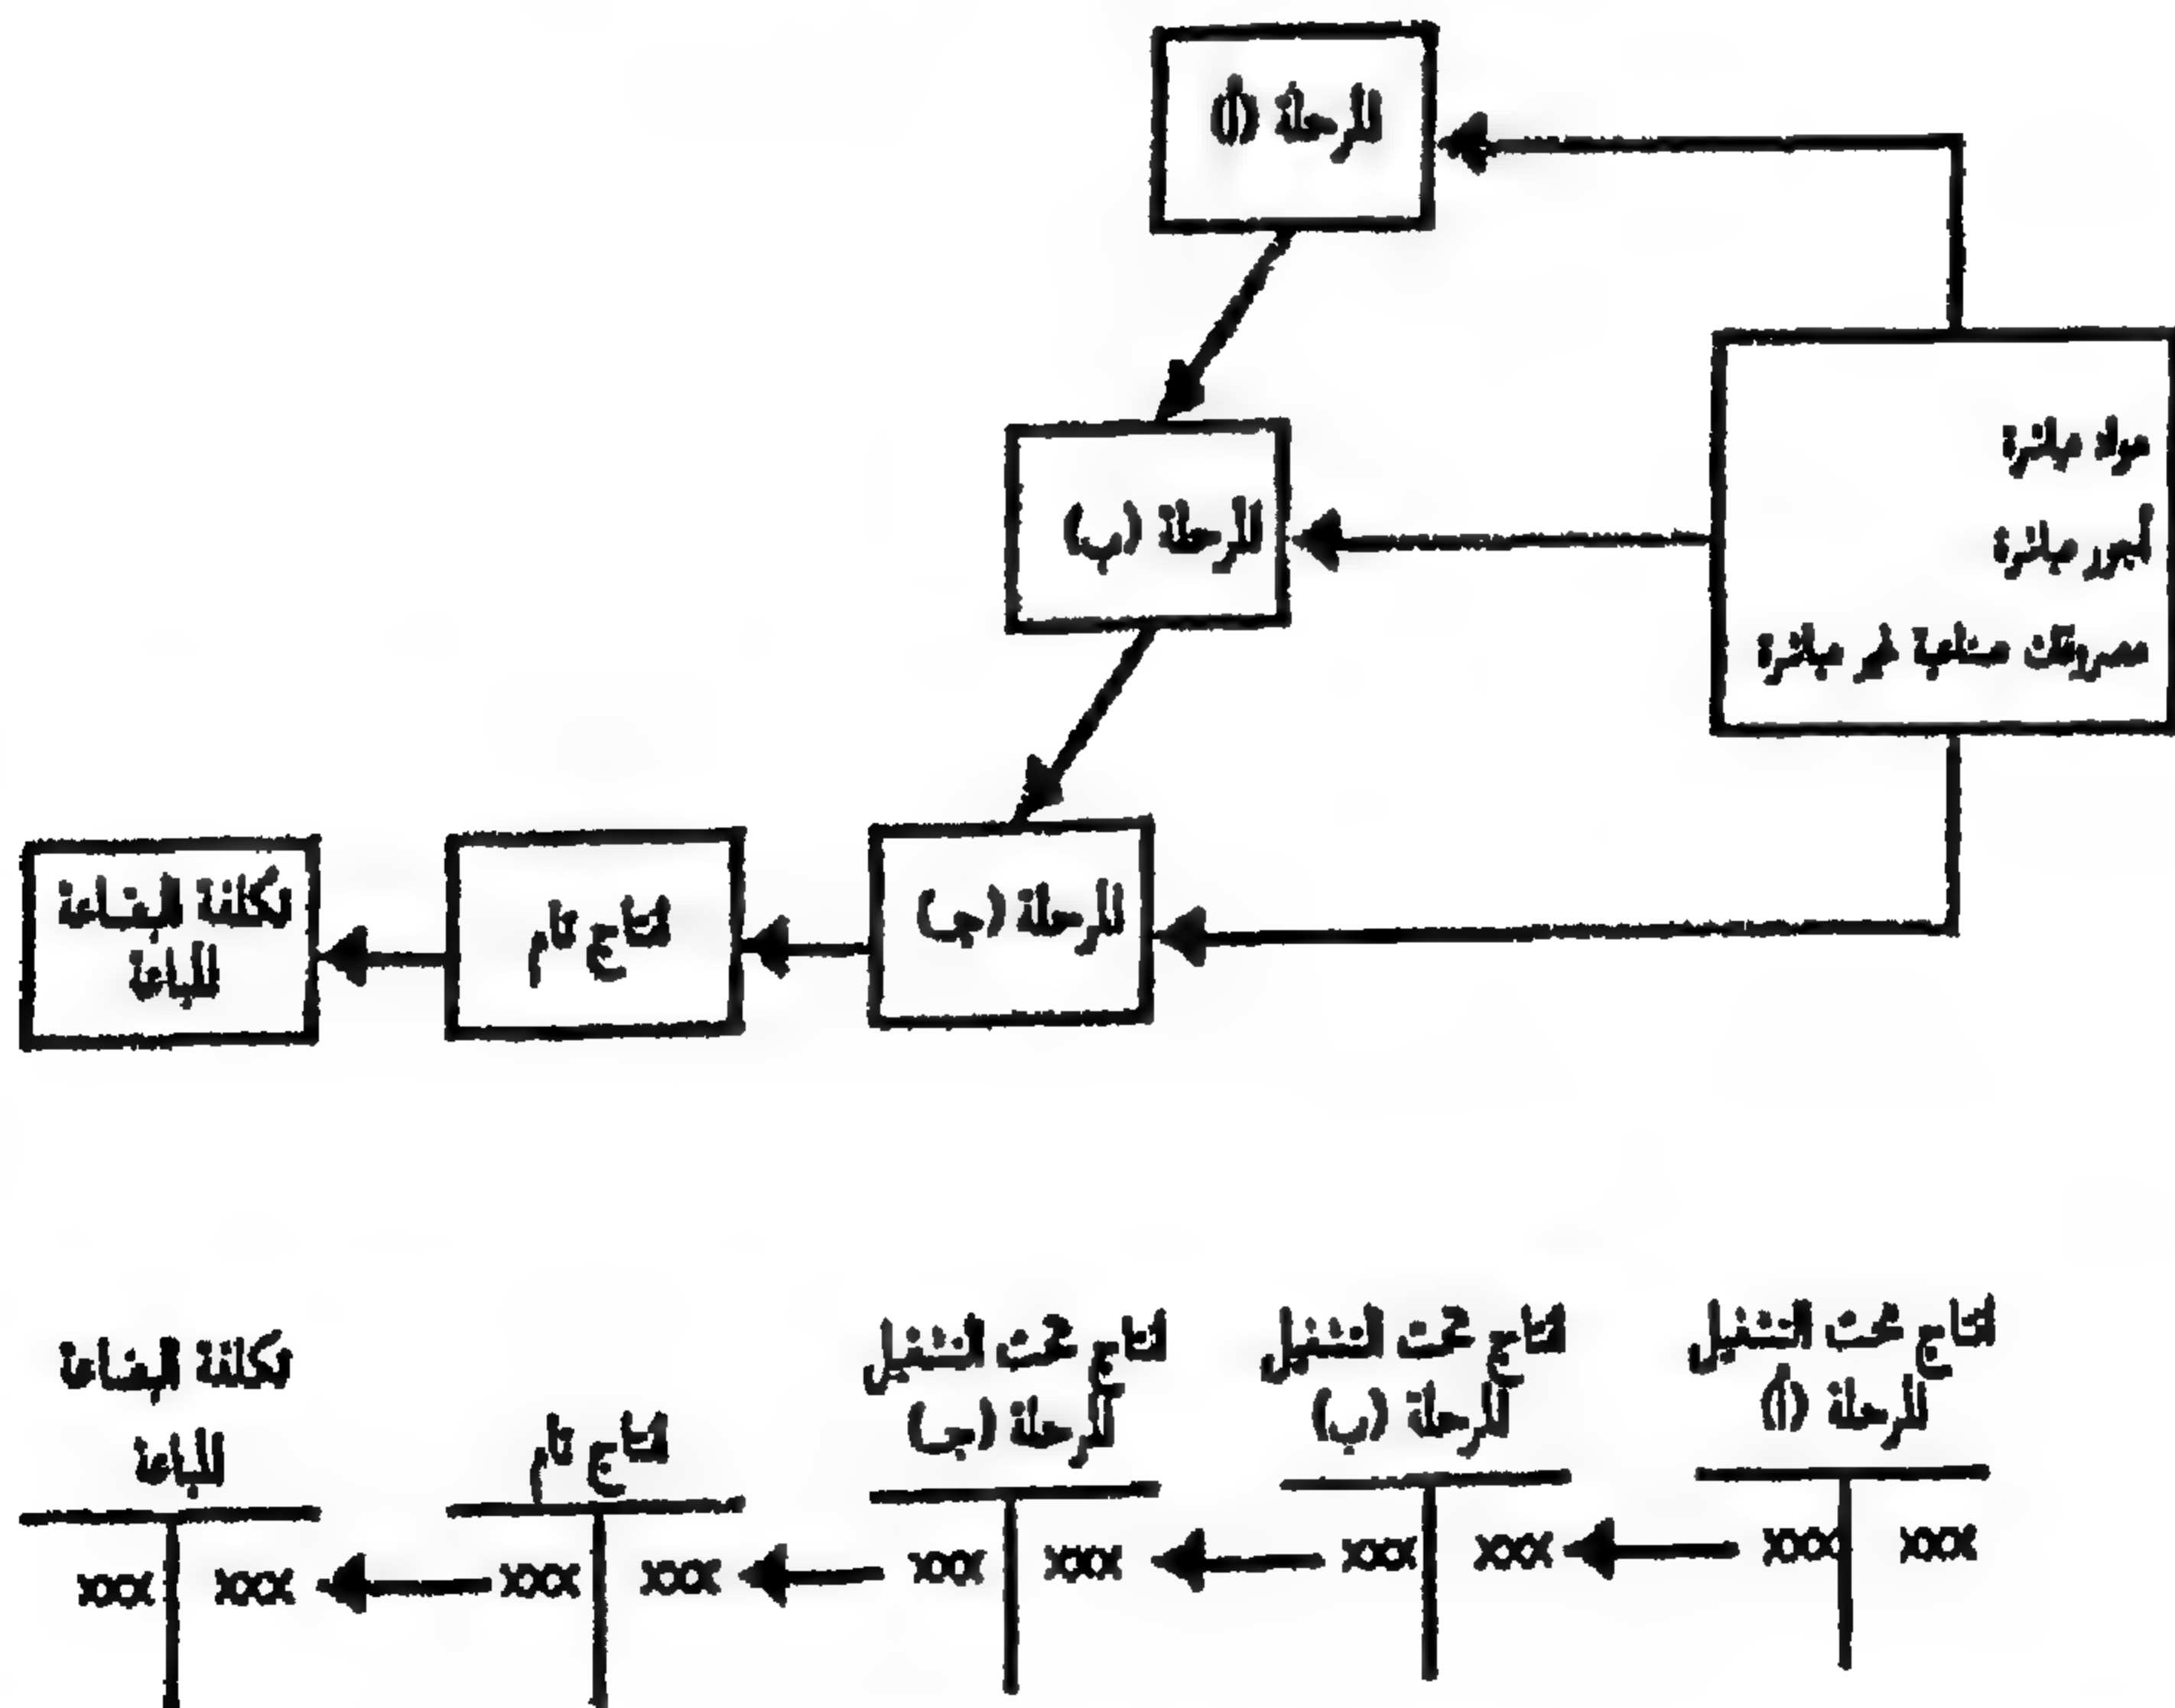 المرحلة (أ)
مواد مباشرة
أجور مباشرة
مصروفات صناعية غير مباشرة
المرحلة (ب)
المرحلة (جـ)
إنتاج تام
تكلفة البضاعة
المباعة
إنتاج تحت التشغيل
المرحلة (أ)
إنتاج تحت التشغيل
المرحلة (ب)
إنتاج تحت التشغيل
المرحلة (جـ)
إنتاج تام
تكلفة البضاعة
المباعة
xxx xxx
xxx xxx
xxx xxx
xxx xxx
xxx xxx